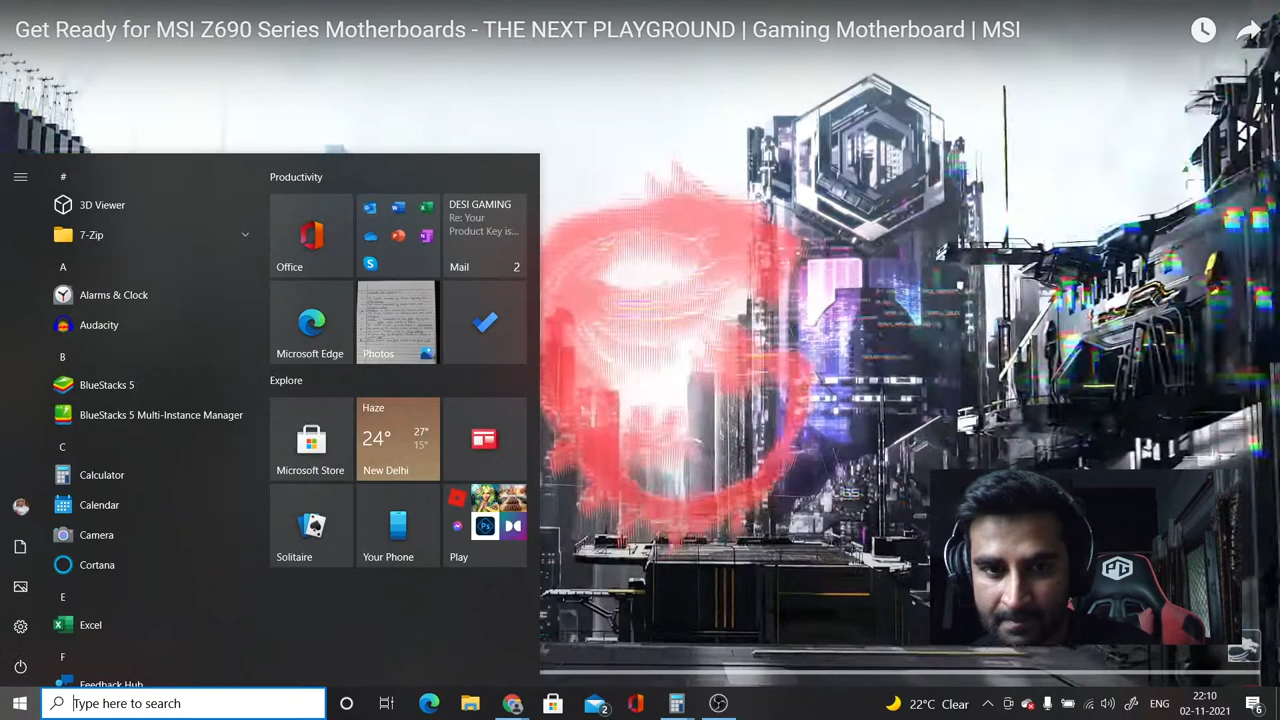 Get Ready for MSI Z690 Series Motherboards - THE NEXT PLAYGROUND | Gaming Motherboard | MSI
#
3D Viewer
7-Zip
A
Alarms & Clock
Audacity
B
BlueStacks 5
BlueStacks 5 Multi-Instance Manager
C
Calculator
Calendar
Camera
Cortana
E
Excel
F
Feedback Hub
Productivity
Office
DESI GAMING
Re: Your
Product Key is...
Mail 2
Microsoft Edge
Photos
Explore
Microsoft Store
Haze
24° 27°
15°
New Delhi
Solitaire
Your Phone
Play
PG
Type here to search
2
22°C Clear
ENG
22:10
02-11-2021
6